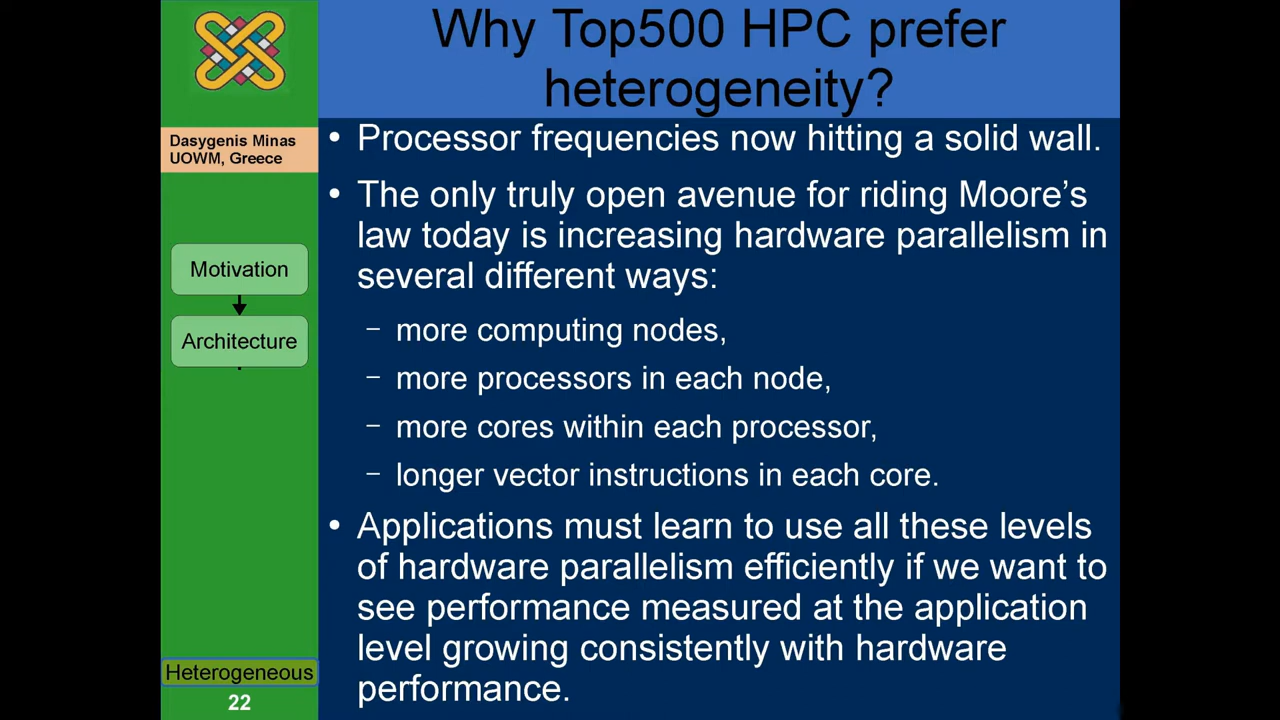 Why Top500 HPC prefer
heterogeneity?
Dasygenis Minas
UOWM, Greece
Motivation
Architecture
Heterogeneous
22
• Processor frequencies now hitting a solid wall.
• The only truly open avenue for riding Moore’s
law today is increasing hardware parallelism in
several different ways:
– more computing nodes,
– more processors in each node,
– more cores within each processor,
– longer vector instructions in each core.
• Applications must learn to use all these levels
of hardware parallelism efficiently if we want to
see performance measured at the application
level growing consistently with hardware
performance.